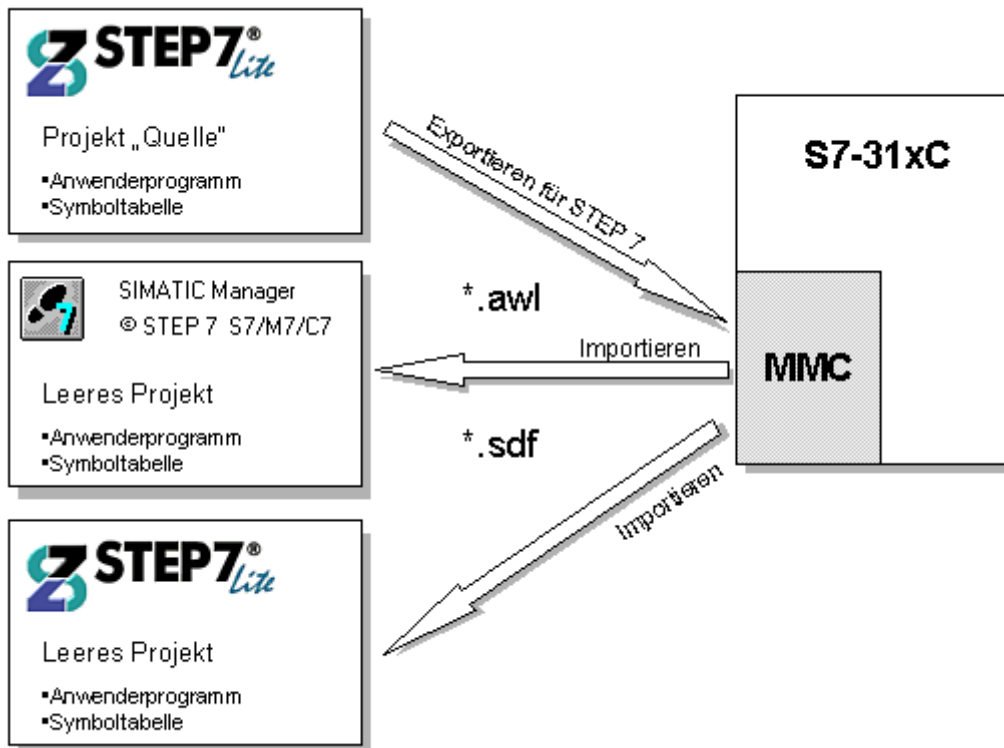 STEP7® Lite
Projekt „Quelle"
▪Anwenderprogramm
▪Symboltabelle
SIMATIC Manager
© STEP 7 S7/M7/C7
Leeres Projekt
▪Anwenderprogramm
▪Symboltabelle
STEP7® Lite
Leeres Projekt
▪Anwenderprogramm
▪Symboltabelle
Exportieren für STEP 7
*.awl
Importieren
*.sdf
Importieren
S7-31xC
MMC